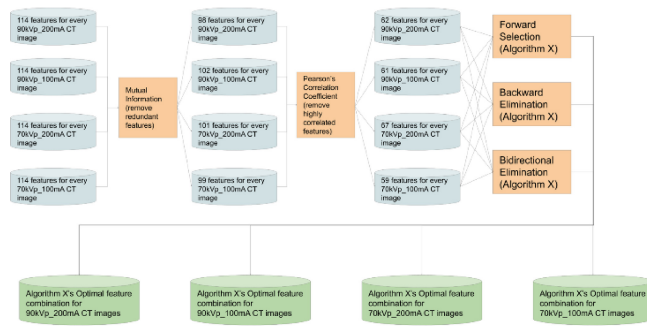 114 features for every
90kVp_200mA CT
image
114 features for every
90kVp_100mA CT
image
114 features for every
70kVp_200mA CT
image
114 features for every
70kVp_100mA CT
image
Mutual
Information
(remove
redundant
features)
98 features for every
90kVp_200mA CT
image
102 features for every
90kVp_100mA CT
image
101 features for every
70kVp_200mA CT
image
99 features for every
70kVp_100mA CT
image
Pearson's
Correlation
Coefficient
(remove
highly
correlated
features)
62 features for every
90kVp_200mA CT
image
61 features for every
90kVp_100mA CT
image
67 features for every
70kVp_200mA CT
image
59 features for every
70kVp_100mA CT
image
Forward
Selection
(Algorithm X)
Backward
Elimination
(Algorithm X)
Bidirectional
Elimination
(Algorithm X)
Algorithm X's Optimal feature
combination for
90kVp_200mA CT images
Algorithm X's Optimal feature
combination for
90kVp_100mA CT images
Algorithm X's Optimal feature
combination for
70kVp_200mA CT images
Algorithm X's Optimal feature
combination for
70kVp_100mA CT images